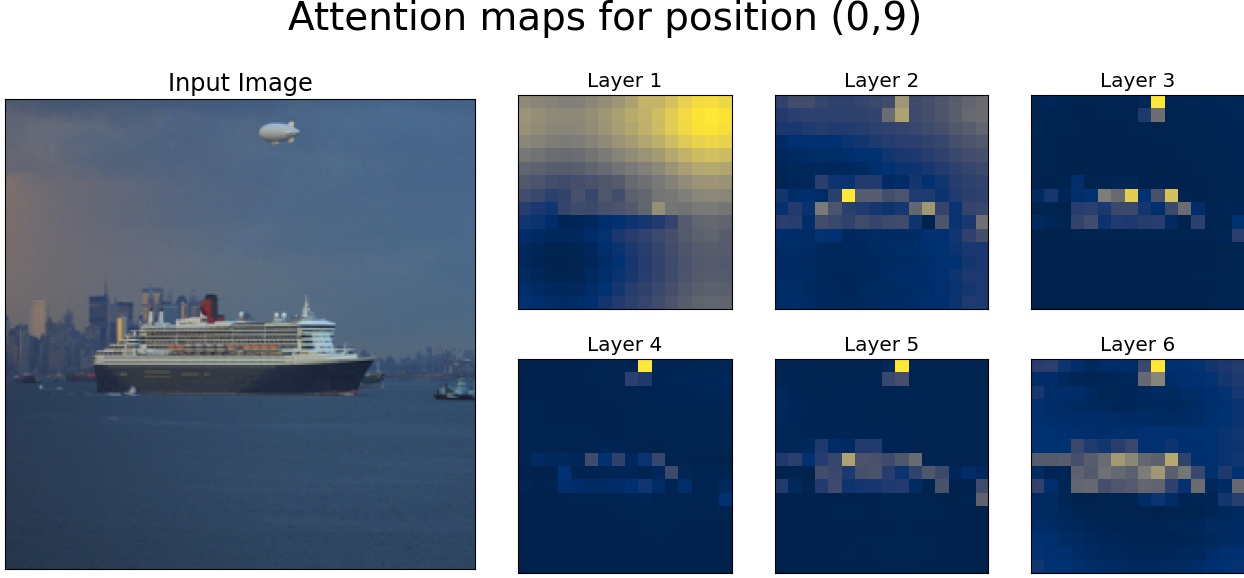 Attention maps for position (0,9)
Input Image
Layer 1
Layer 2
Layer 3
Layer 4
Layer 5
Layer 6